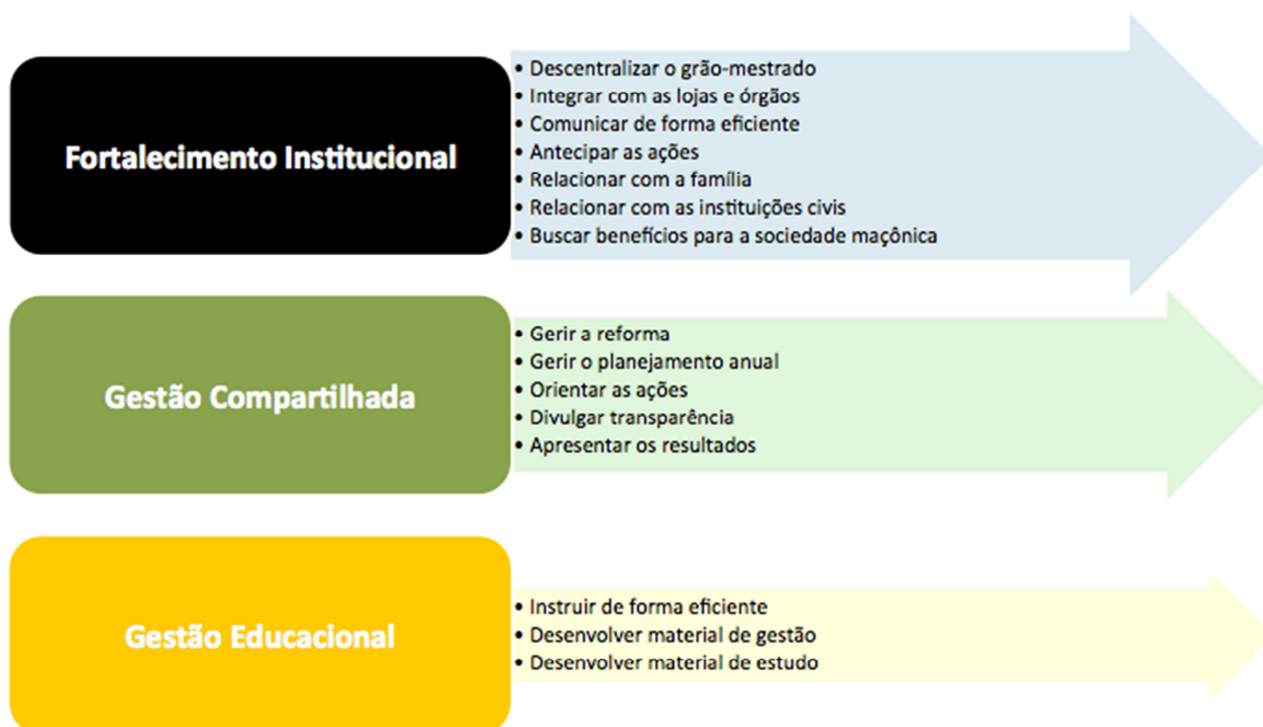 Fortalecimento Institucional
• Descentralizar o grão-mestrado
• Integrar com as lojas e órgãos
• Comunicar de forma eficiente
• Antecipar as ações
• Relacionar com a família
• Relacionar com as instituições civis
• Buscar benefícios para a sociedade maçônica
Gestão Compartilhada
• Gerir a reforma
• Gerir o planejamento anual
• Orientar as ações
• Divulgar transparência
• Apresentar os resultados
Gestão Educacional
• Instruir de forma eficiente
• Desenvolver material de gestão
• Desenvolver material de estudo